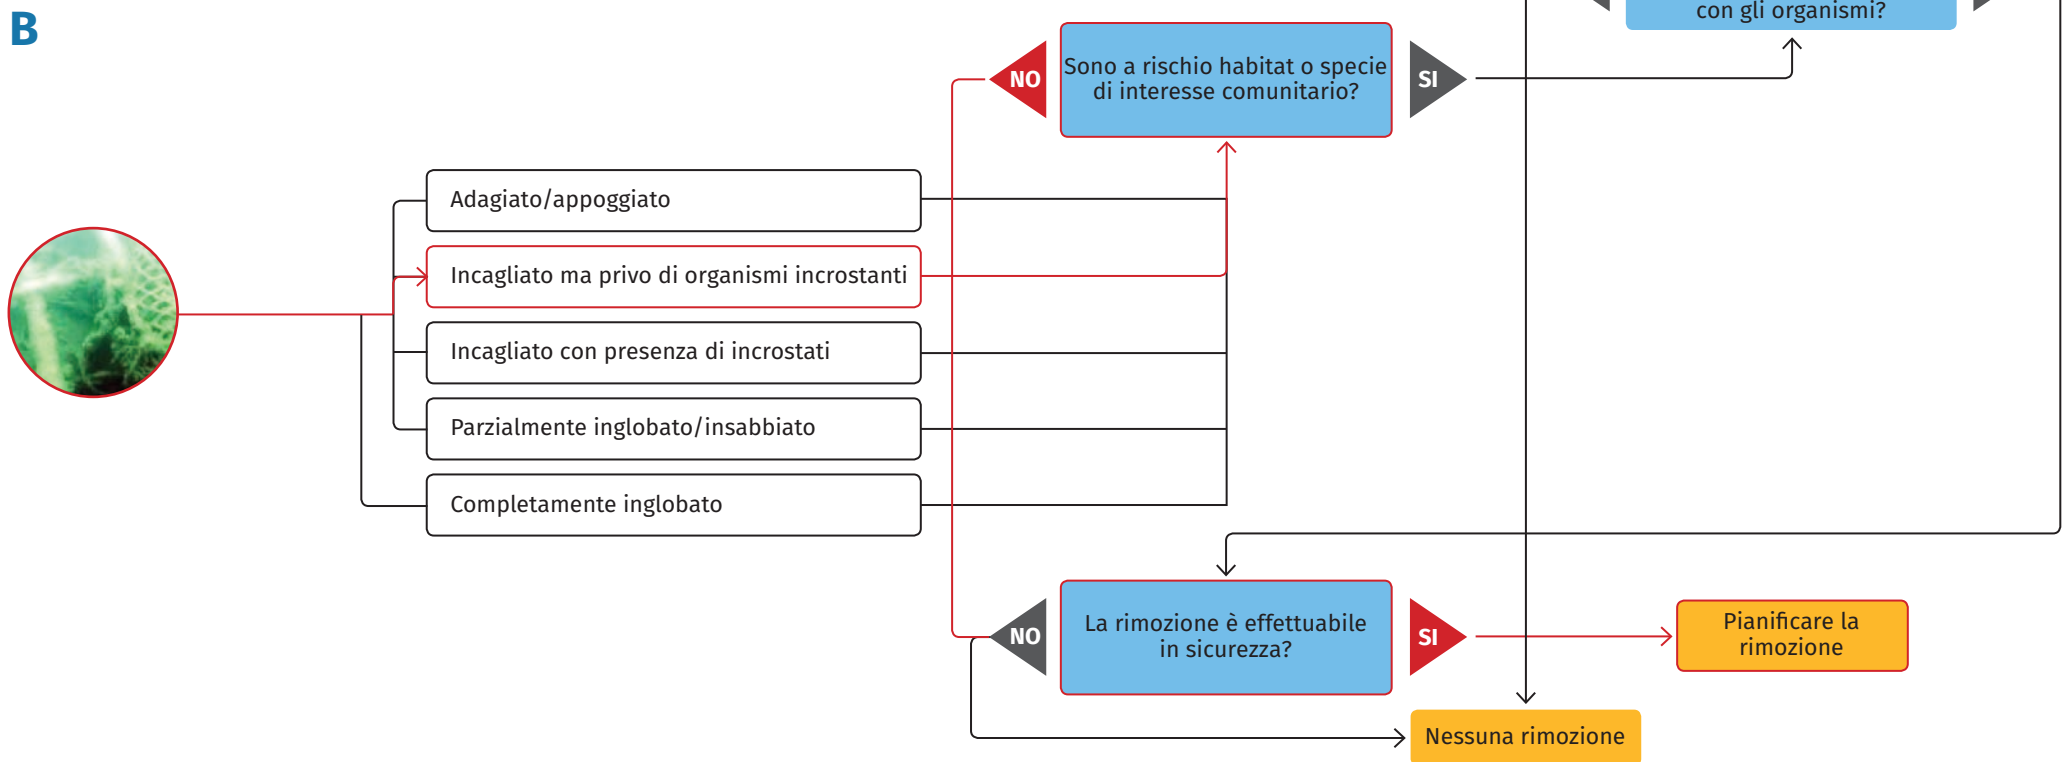 B
con gli organismi?
NO
Sono a rischio habitat o specie
di interesse comunitario?
SI
Adagiato/appoggiato
Incagliato ma privo di organismi incrostanti
Incagliato con presenza di incrostati
Parzialmente inglobato/insabbiato
Completamente inglobato
NO
La rimozione è effettuabile
in sicurezza?
SI
Pianificare la
rimozione
Nessuna rimozione